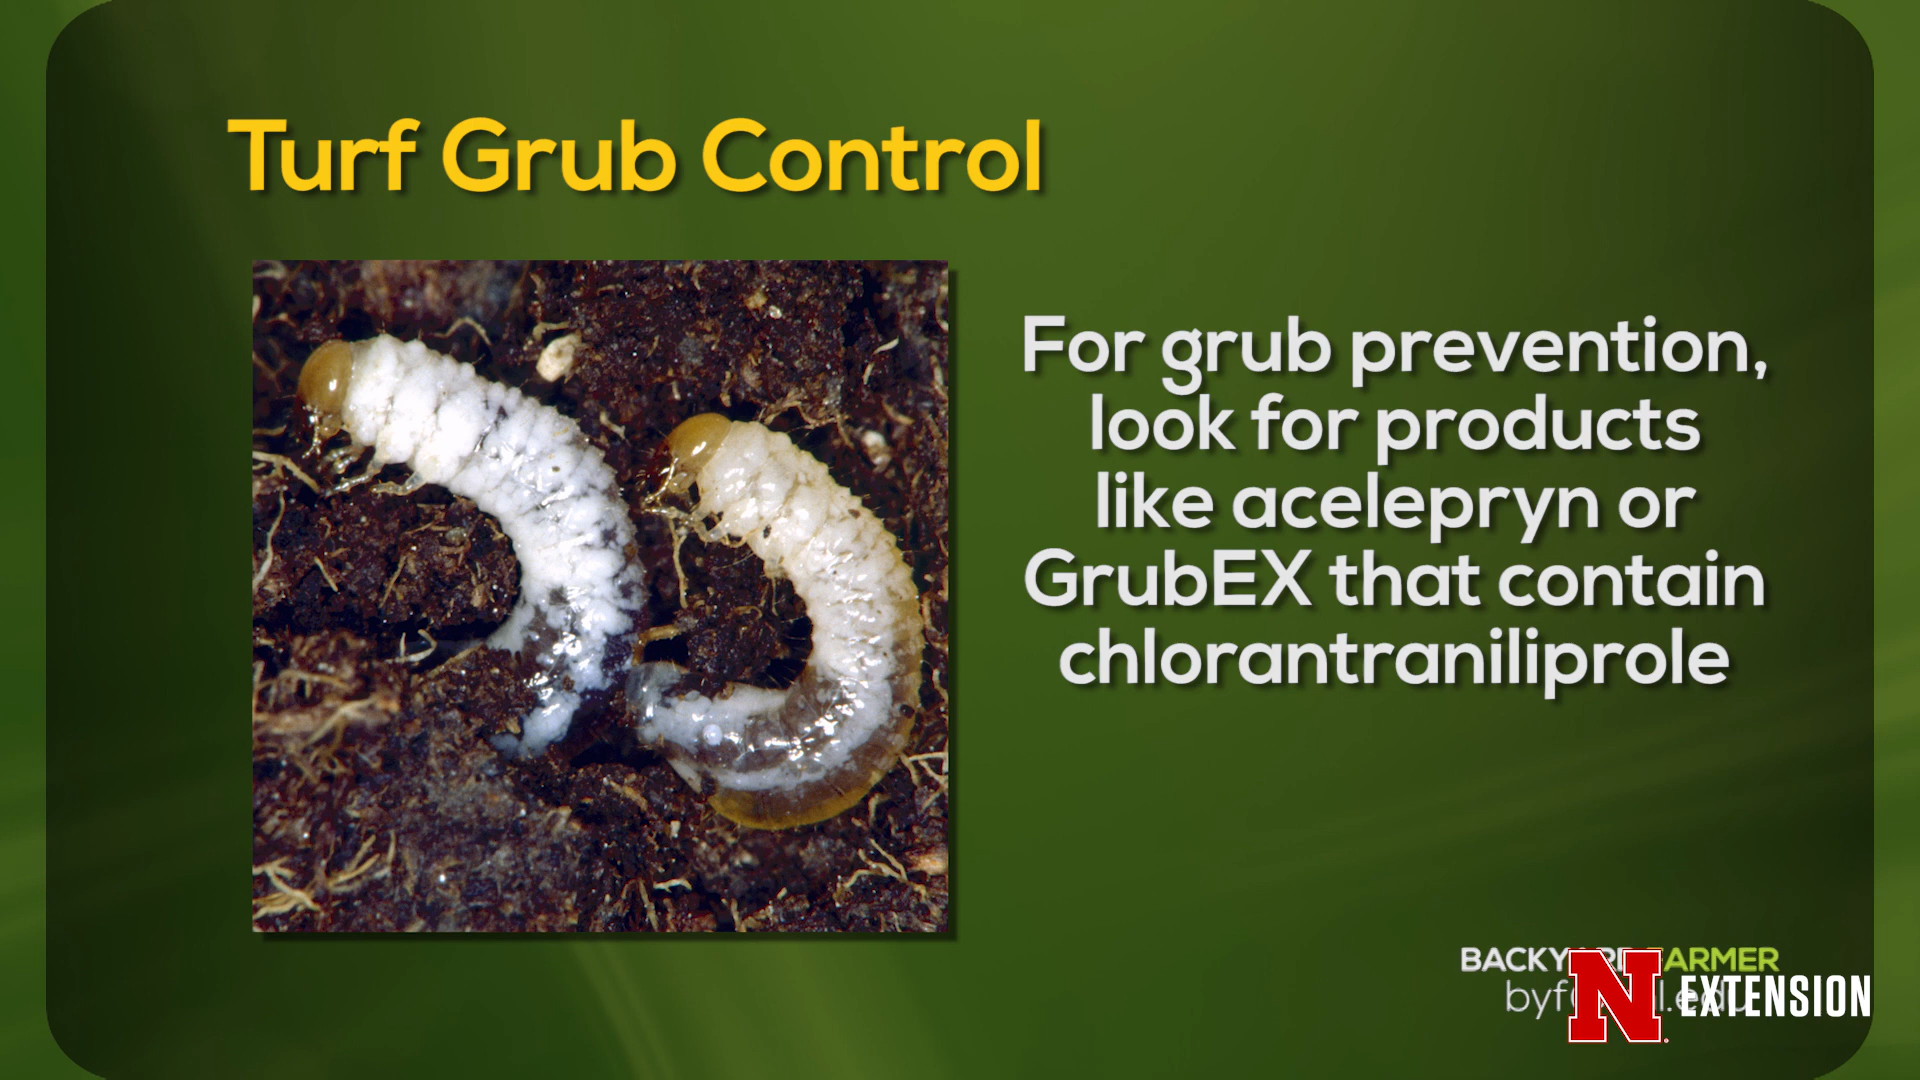 Turf Grub Control
For grub prevention,
look for products
like acelepryn or
GrubEX that contain
chlorantraniliprole
N EXTENSION